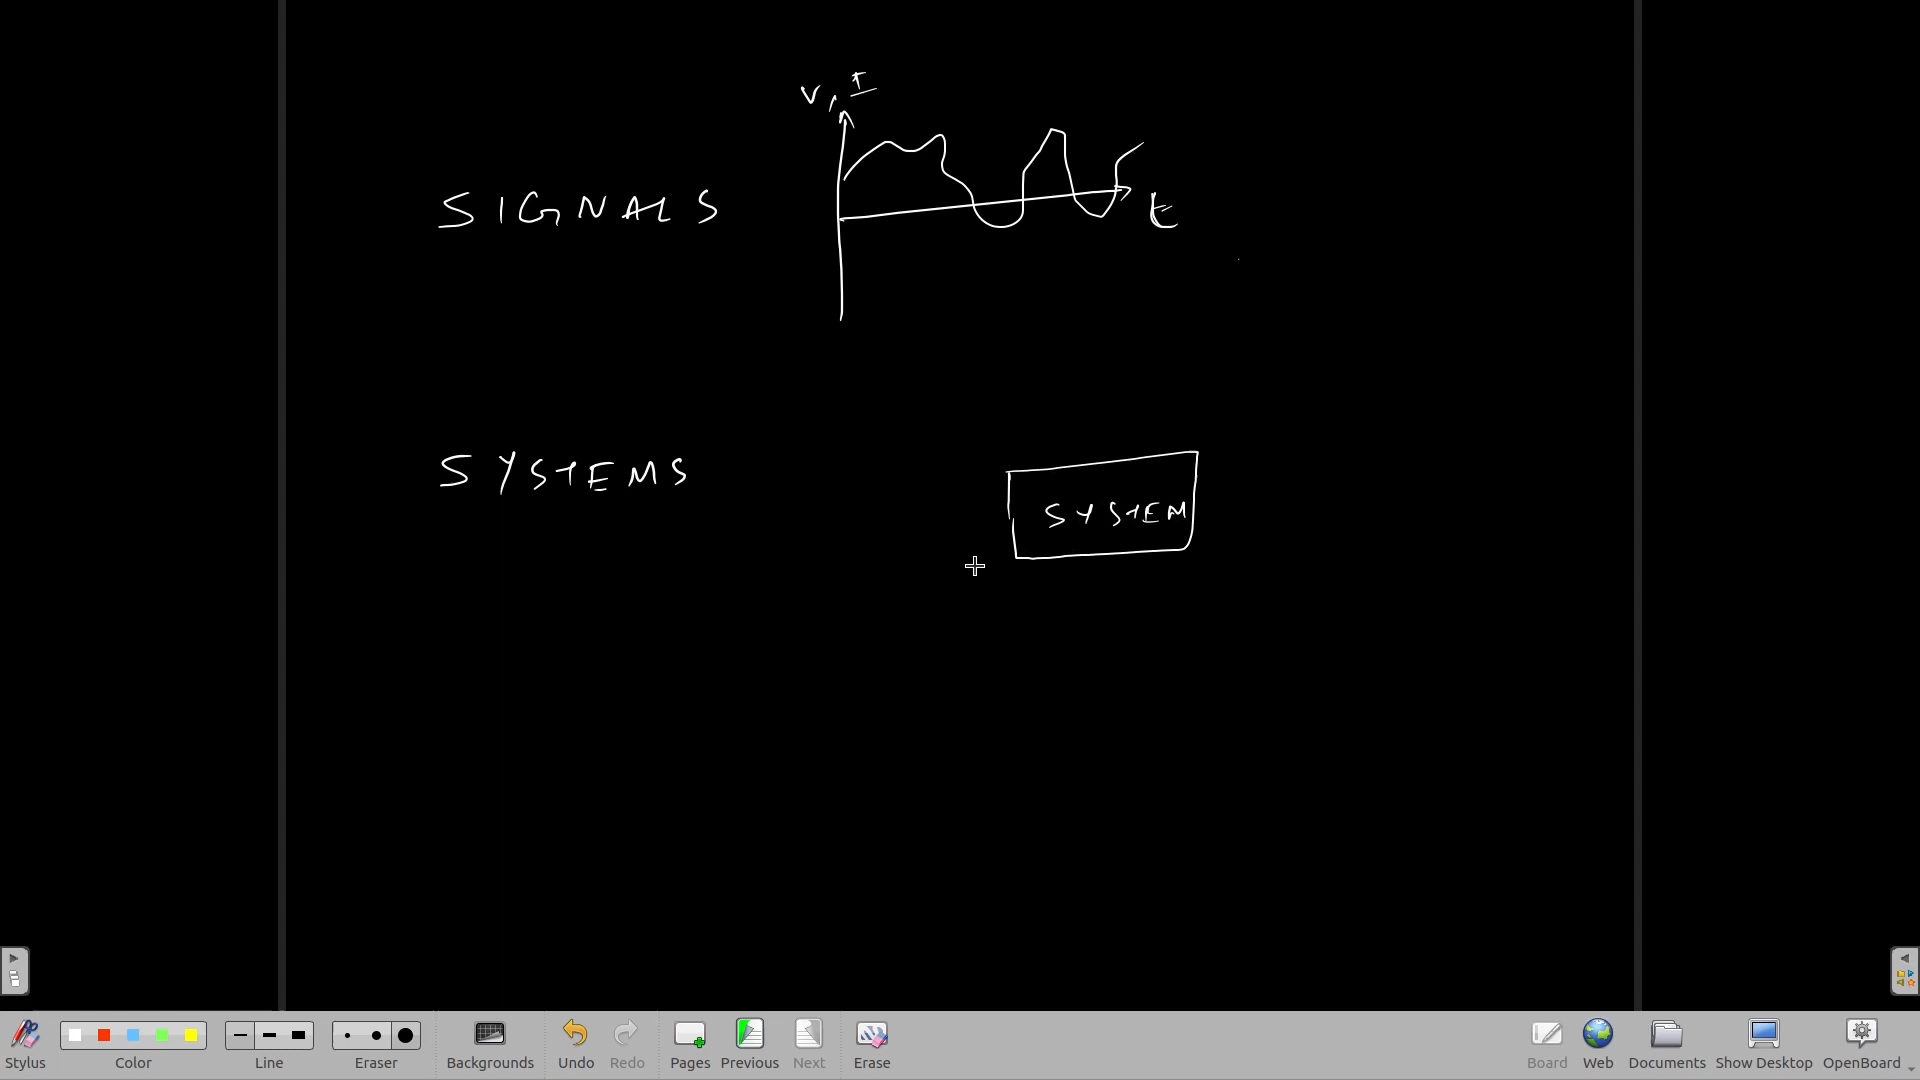 V, I
SIGNALS
t
SYSTEMS
SYSTEM
Stylus Color Line Eraser Backgrounds Undo Redo Pages Previous Next Erase Board Web Documents Show Desktop OpenBoard